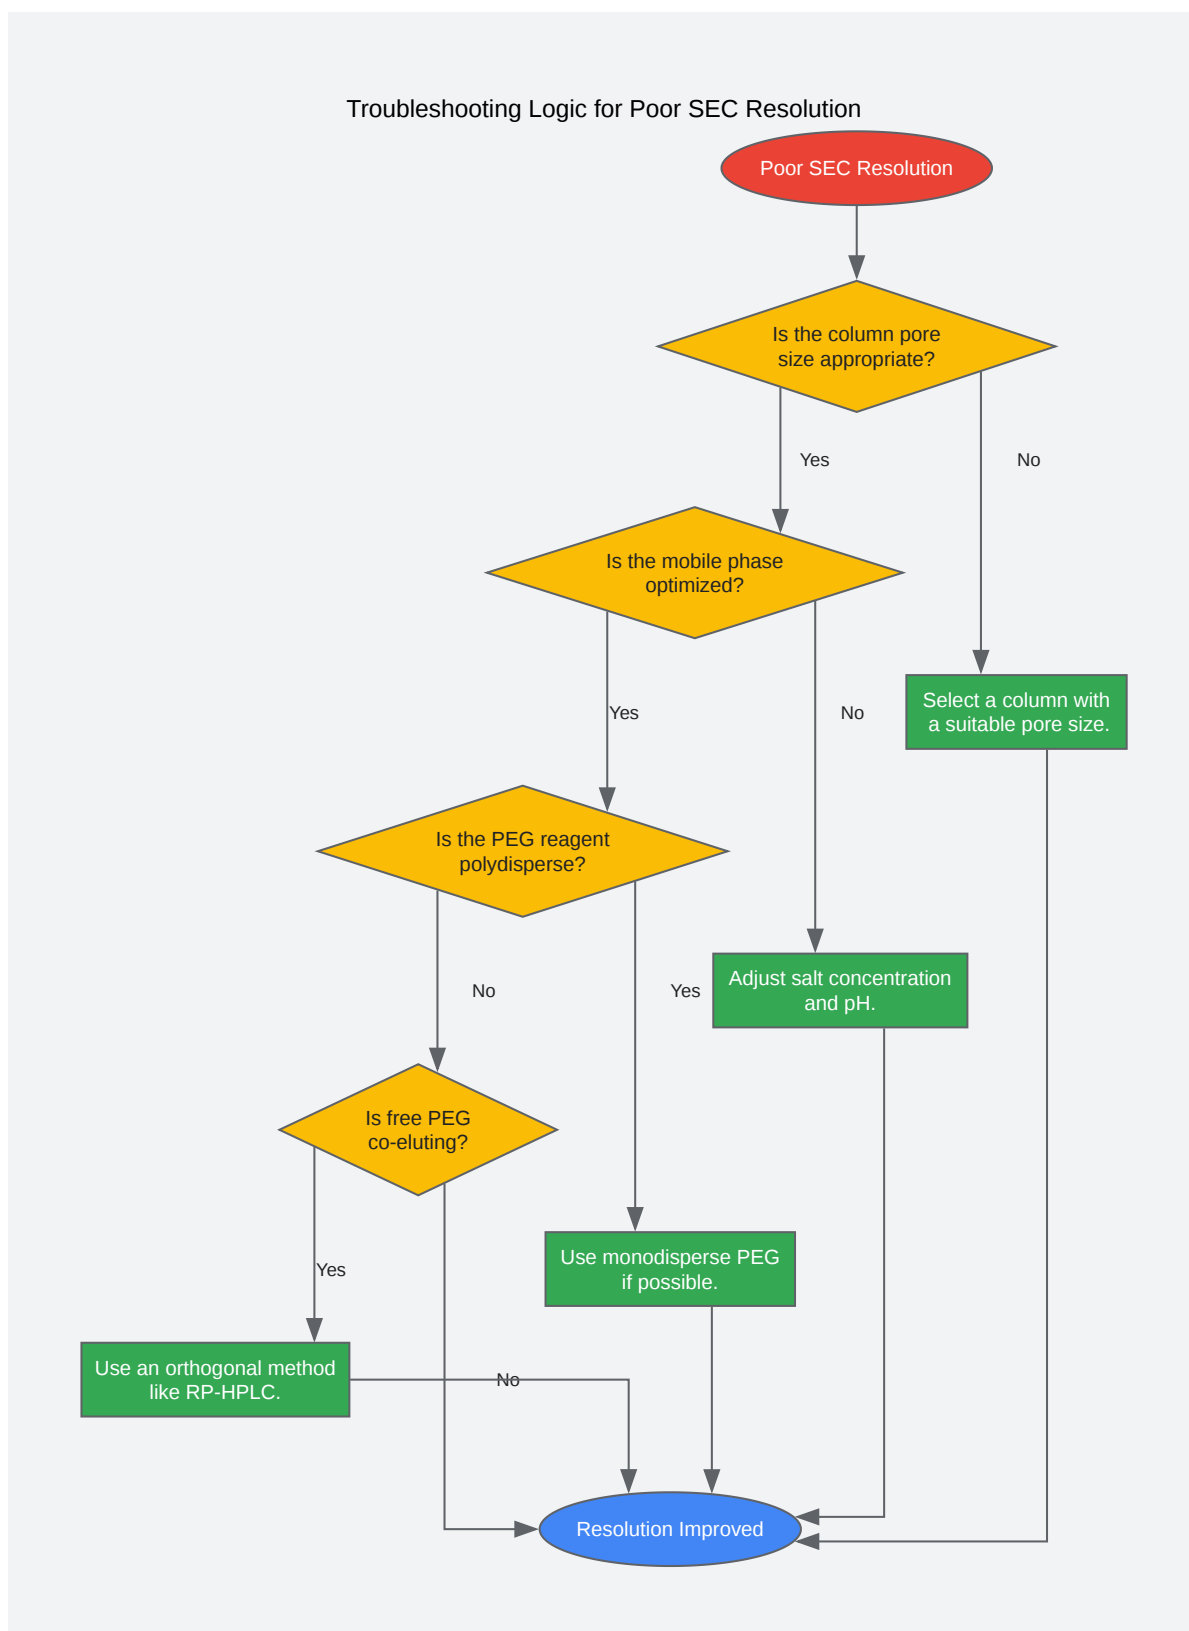 Troubleshooting Logic for Poor SEC Resolution
Poor SEC Resolution
Is the column pore
size appropriate?
Yes
No
Is the mobile phase
optimized?
Yes
No
Select a column with
a suitable pore size.
Is the PEG reagent
polydisperse?
No
Yes
Adjust salt concentration
and pH.
Is free PEG
co-eluting?
Yes
Use monodisperse PEG
if possible.
Use an orthogonal method
like RP-HPLC.
No
Resolution Improved